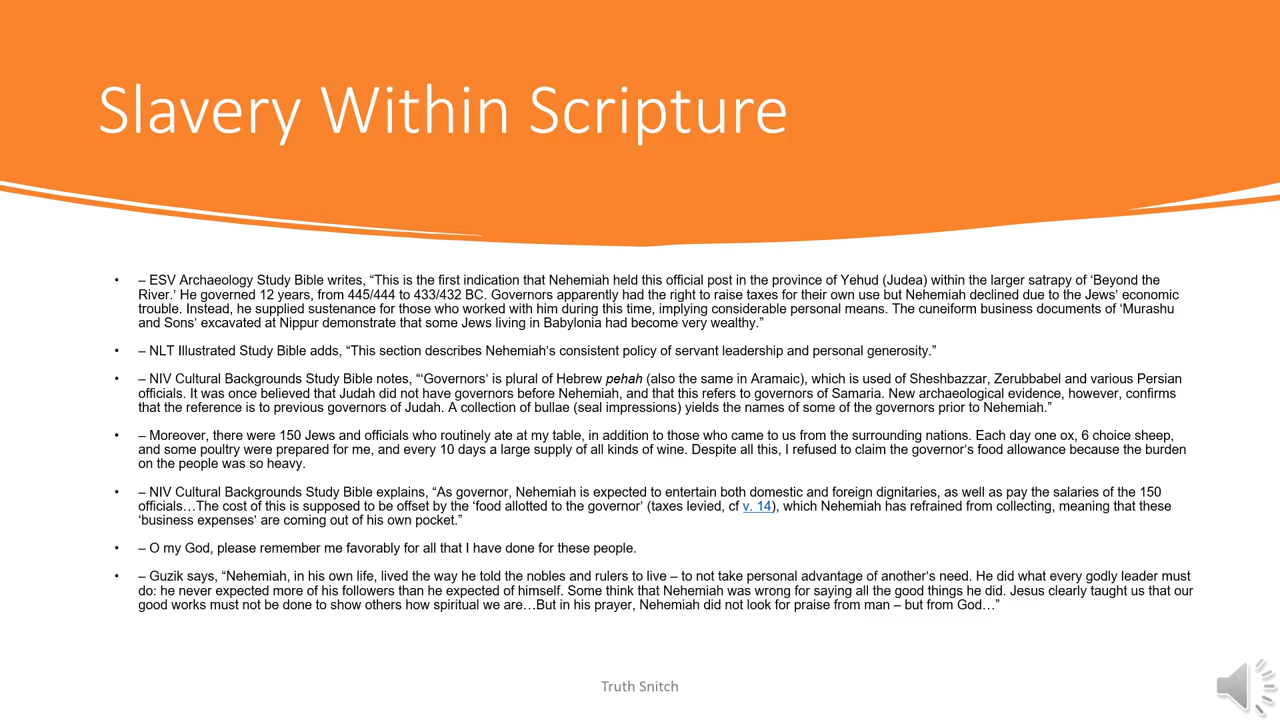 Slavery Within Scripture
• – ESV Archaeology Study Bible writes, “This is the first indication that Nehemiah held this official post in the province of Yehud (Judea) within the larger satrapy of ‘Beyond the
River.’ He governed 12 years, from 445/444 to 433/432 BC. Governors apparently had the right to raise taxes for their own use but Nehemiah declined due to the Jews’ economic
trouble. Instead, he supplied sustenance for those who worked with him during this time, implying considerable personal means. The cuneiform business documents of ‘Murashu
and Sons’ excavated at Nippur demonstrate that some Jews living in Babylonia had become very wealthy.”
• – NLT Illustrated Study Bible adds, “This section describes Nehemiah’s consistent policy of servant leadership and personal generosity.”
• – NIV Cultural Backgrounds Study Bible notes, “‘Governors’ is plural of Hebrew pehah (also the same in Aramaic), which is used of Sheshbazzar, Zerubbabel and various Persian
officials. It was once believed that Judah did not have governors before Nehemiah, and that this refers to governors of Samaria. New archaeological evidence, however, confirms
that the reference is to previous governors of Judah. A collection of bullae (seal impressions) yields the names of some of the governors prior to Nehemiah.”
• – Moreover, there were 150 Jews and officials who routinely ate at my table, in addition to those who came to us from the surrounding nations. Each day one ox, 6 choice sheep,
and some poultry were prepared for me, and every 10 days a large supply of all kinds of wine. Despite all this, I refused to claim the governor’s food allowance because the burden
on the people was so heavy.
• – NIV Cultural Backgrounds Study Bible explains, “As governor, Nehemiah is expected to entertain both domestic and foreign dignitaries, as well as pay the salaries of the 150
officials…The cost of this is supposed to be offset by the ‘food allotted to the governor’ (taxes levied, cf v. 14), which Nehemiah has refrained from collecting, meaning that these
‘business expenses’ are coming out of his own pocket.”
• – O my God, please remember me favorably for all that I have done for these people.
• – Guzik says, “Nehemiah, in his own life, lived the way he told the nobles and rulers to live – to not take personal advantage of another’s need. He did what every godly leader must
do: he never expected more of his followers than he expected of himself. Some think that Nehemiah was wrong for saying all the good things he did. Jesus clearly taught us that our
good works must not be done to show others how spiritual we are…But in his prayer, Nehemiah did not look for praise from man – but from God…”
Truth Snitch